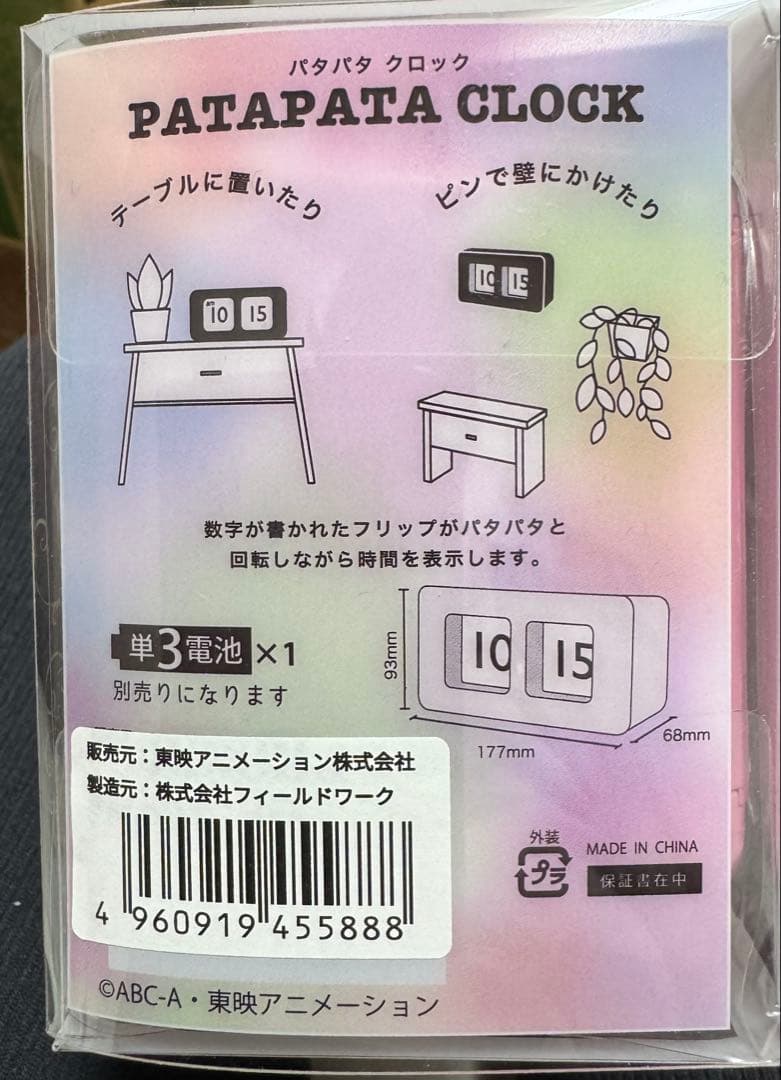 パタパタ クロック
PATAPATA CLOCK
テーブルに置いたり
ピンで壁にかけたり
am 10 15
10 15
数字が書かれたフリップがパタパタと
回転しながら時間を表示します。
単3電池×1
別売りになります
93mm
10 15
177mm
68mm
販売元：東映アニメーション株式会社
製造元：株式会社フィールドワーク
4 960919 455888
外装
プラ
MADE IN CHINA
保証書在中
©ABC-A・東映アニメーション